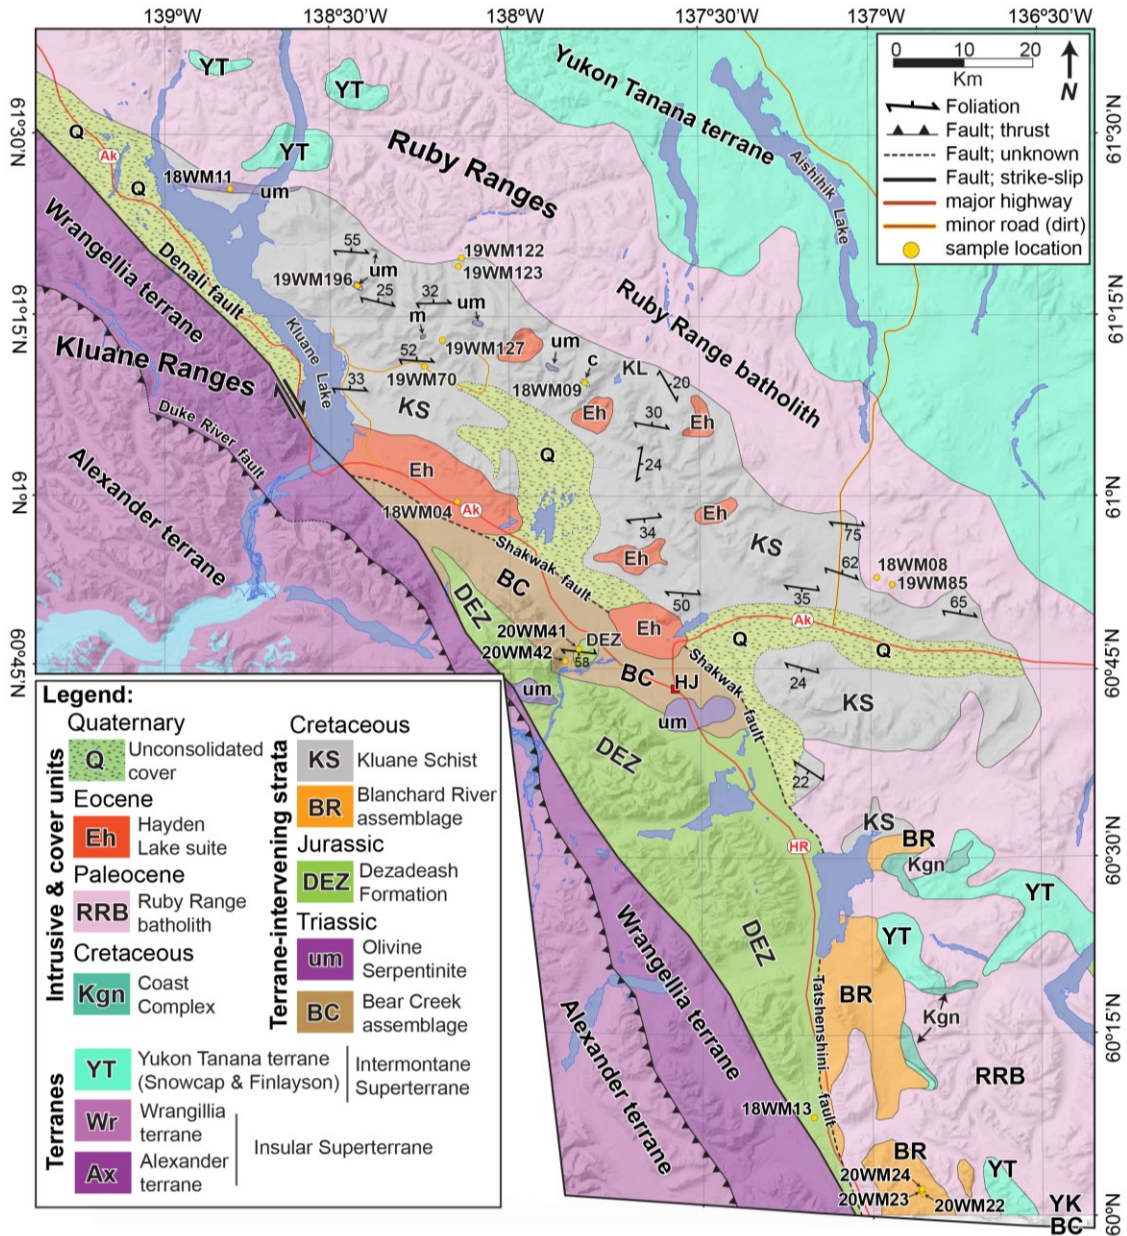 139°W
138°30'W
138°W
137°30'W
137°W
136°30'W
0 10 20
Km
N
Foliation
Fault; thrust
Fault; unknown
Fault; strike-slip
major highway
minor road (dirt)
sample location
61°30'N
61°15'N
61°N
60°45'N
61°30'N
61°15'N
61°N
60°45'N
60°30'N
60°15'N
60°N
YT
YT
YT
Yukon Tanana terrane
Aishihik Lake
Ruby Ranges
Q
Ak
Q
18WM11
um
Wrangellia terrane
Denali fault
55
19WM122
19WM123
um
19WM196
25
32
um
m
Ruby Range batholith
Kluane Ranges
Kluane Lake
52
19WM127
um
c
KL
20
19WM70
18WM09
33
KS
Eh
30
Eh
Duke River fault
Alexander terrane
Q
24
Eh
18WM04
Ak
34
Eh
KS
75
Shakwak fault
Eh
62
18WM08
19WM85
BC
DEZ
50
35
65
Ak
20WM41
DEZ
Eh
Q
Q
20WM42
58
BC
Shakwak fault
HJ
24
KS
um
um
DEZ
22
KS
BR
HR
Kgn
YT
DEZ
YT
Wrangellia terrane
BR
Kgn
Tatshenshini fault
Alexander terrane
RRB
18WM13
BR
YT
20WM24
20WM23
20WM22
YK
BC
Legend:
Intrusive & cover units
Quaternary
Q
Unconsolidated
cover
Eocene
Eh
Hayden
Lake suite
Paleocene
RRB
Ruby Range
batholith
Cretaceous
Kgn
Coast
Complex
Terrane-intervening strata
Cretaceous
KS
Kluane Schist
BR
Blanchard River
assemblage
Jurassic
DEZ
Dezadeash
Formation
Triassic
um
Olivine
Serpentinite
BC
Bear Creek
assemblage
Terranes
YT
Yukon Tanana terrane
(Snowcap & Finlayson)
Intermontane
Superterrane
Wr
Wrangillia
terrane
Ax
Alexander
terrane
Insular Superterrane